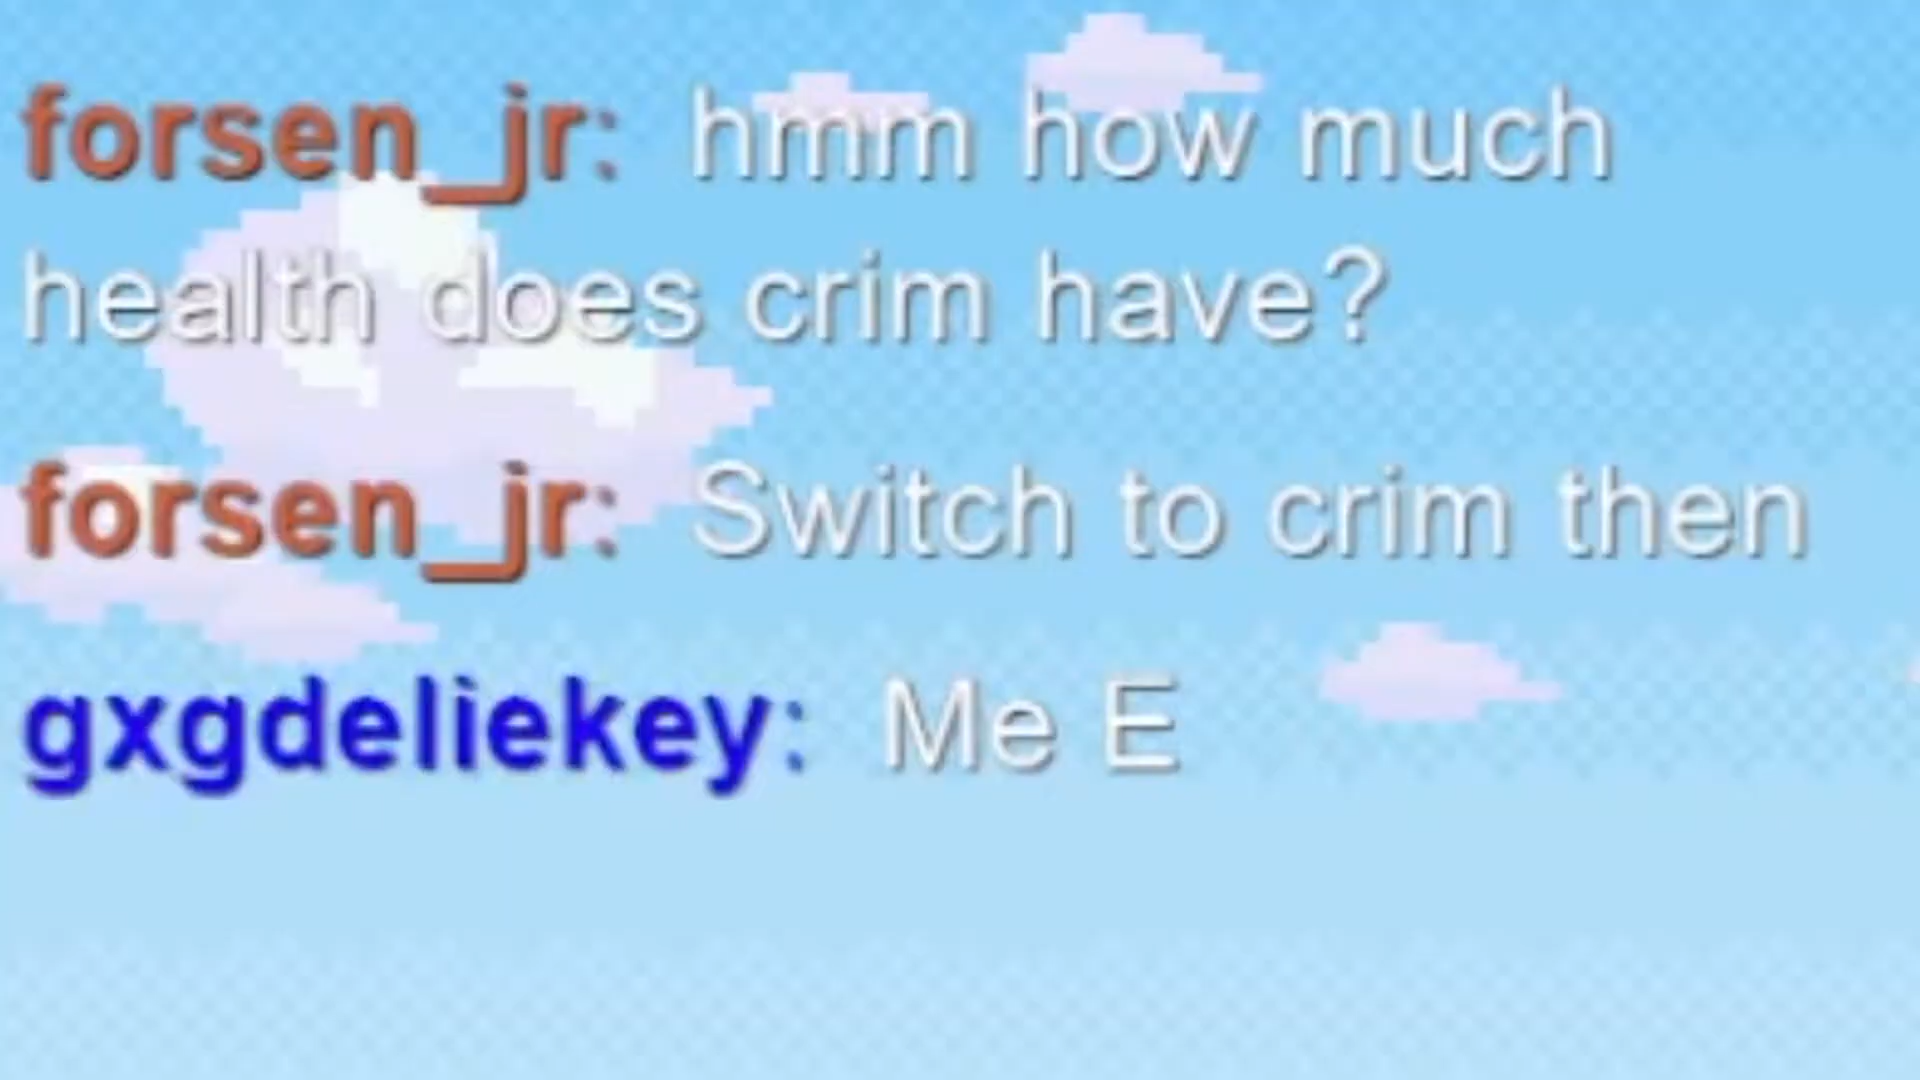 forsen_jr: hmm how much
health does crim have?
forsen_jr: Switch to crim then
gxgdeliekey: Me E